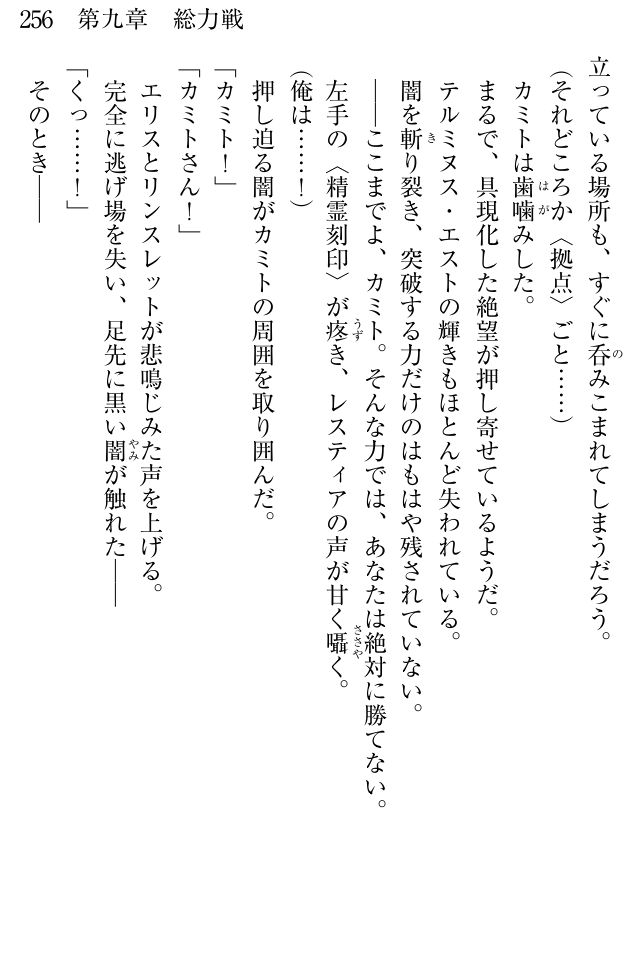 256　第九章　総力戦
立っている場所も、すぐに呑みこまれてしまうだろう。
（それどころか〈拠点〉ごと……）
カミトは歯噛みした。
まるで、具現化した絶望が押し寄せているようだ。
テルミヌス・エストの輝きもほとんど失われている。
闇を斬り裂き、突破する力だけのはもはや残されていない。
――ここまでよ、カミト。そんな力では、あなたは絶対に勝てない。
左手の〈精霊刻印〉が疼き、レスティアの声が甘く囁く。
（俺は……！）
押し迫る闇がカミトの周囲を取り囲んだ。
「カミト！」
「カミトさん！」
エリスとリンスレットが悲鳴じみた声を上げる。
完全に逃げ場を失い、足先に黒い闇が触れた――
「くっ……！」
そのとき――